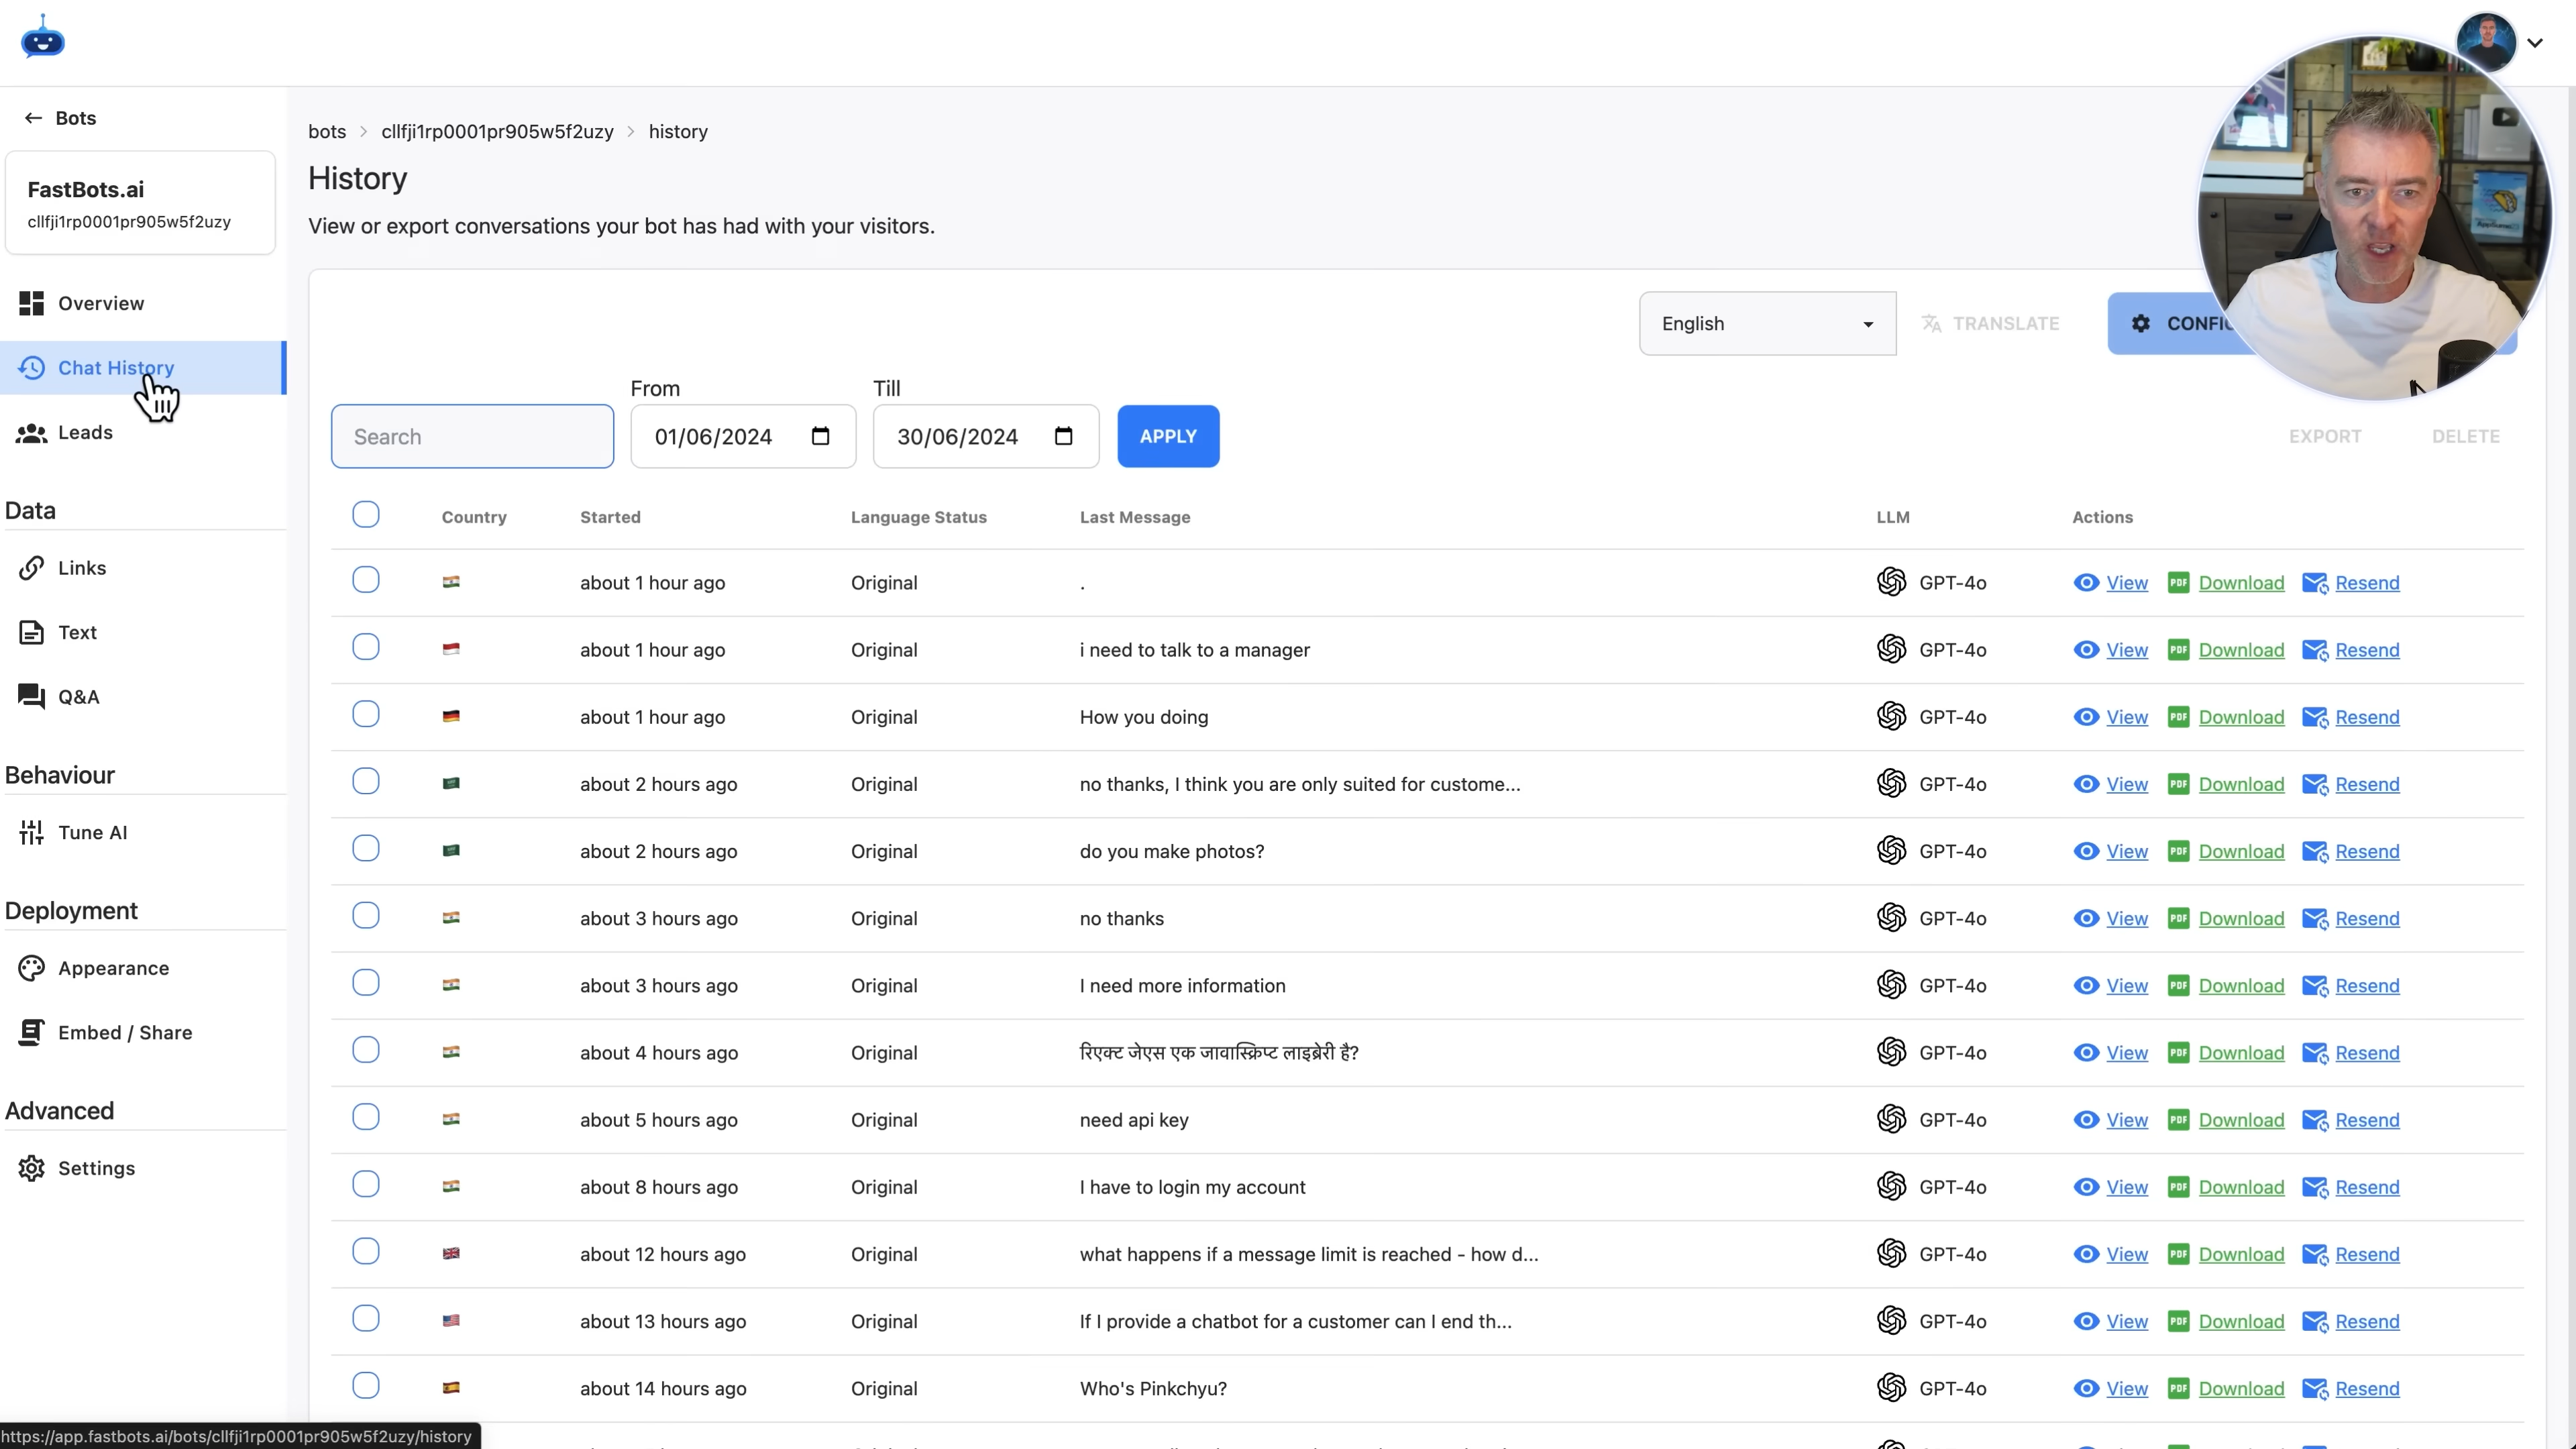 ← Bots
FastBots.ai
cllfji1rp0001pr905w5f2uzy
Overview
Chat History
Leads
Data
Links
Text
Q&A
Behaviour
Tune AI
Deployment
Appearance
Embed / Share
Advanced
Settings
https://app.fastbots.ai/bots/cllfji1rp0001pr905w5f2uzy/history
bots > cllfji1rp0001pr905w5f2uzy > history
History
View or export conversations your bot has had with your visitors.
English TRANSLATE
From Till
Search 01/06/2024 30/06/2024 APPLY EXPORT DELETE
Country Started Language Status Last Message LLM Actions
about 1 hour ago Original . GPT-4o View PDF Download Resend
about 1 hour ago Original i need to talk to a manager GPT-4o View PDF Download Resend
about 1 hour ago Original How you doing GPT-4o View PDF Download Resend
about 2 hours ago Original no thanks, I think you are only suited for custome... GPT-4o View PDF Download Resend
about 2 hours ago Original do you make photos? GPT-4o View PDF Download Resend
about 3 hours ago Original no thanks GPT-4o View PDF Download Resend
about 3 hours ago Original I need more information GPT-4o View PDF Download Resend
about 4 hours ago Original रिएक्ट जेएस एक जावास्क्रिप्ट लाइब्रेरी है? GPT-4o View PDF Download Resend
about 5 hours ago Original need api key GPT-4o View PDF Download Resend
about 8 hours ago Original I have to login my account GPT-4o View PDF Download Resend
about 12 hours ago Original what happens if a message limit is reached - how d... GPT-4o View PDF Download Resend
about 13 hours ago Original If I provide a chatbot for a customer can I end th... GPT-4o View PDF Download Resend
about 14 hours ago Original Who's Pinkchyu? GPT-4o View PDF Download Resend